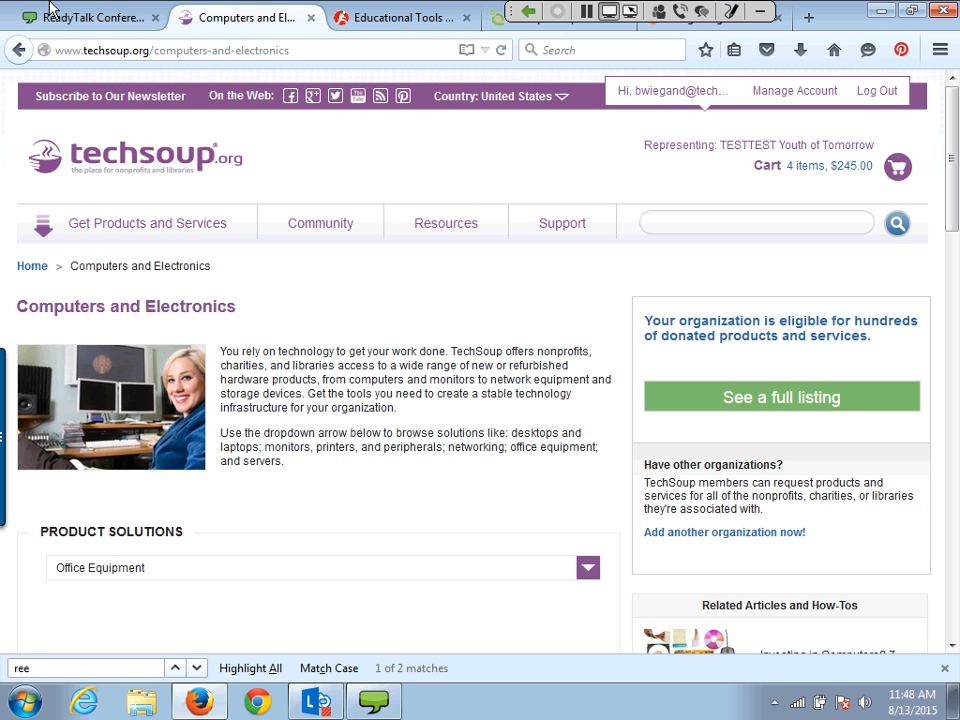 ReadyTalk Confere...
Computers and El...
Educational Tools ...
www.techsoup.org/computers-and-electronics
Search
Subscribe to Our Newsletter
On the Web:
You Tube
Country: United States
Hi, bwiegand@tech...
Manage Account
Log Out
techsoup.org
the place for nonprofits and libraries
Representing: TESTTEST Youth of Tomorrow
Cart 4 items, $245.00
Get Products and Services
Community
Resources
Support
Home > Computers and Electronics
Computers and Electronics
You rely on technology to get your work done. TechSoup offers nonprofits,
charities, and libraries access to a wide range of new or refurbished
hardware products, from computers and monitors to network equipment and
storage devices. Get the tools you need to create a stable technology
infrastructure for your organization.
Use the dropdown arrow below to browse solutions like: desktops and
laptops; monitors, printers, and peripherals; networking; office equipment;
and servers.
PRODUCT SOLUTIONS
Office Equipment
Your organization is eligible for hundreds
of donated products and services.
See a full listing
Have other organizations?
TechSoup members can request products and
services for all of the nonprofits, charities, or libraries
they're associated with.
Add another organization now!
Related Articles and How-Tos
ree
Highlight All
Match Case
1 of 2 matches
11:48 AM
8/13/2015